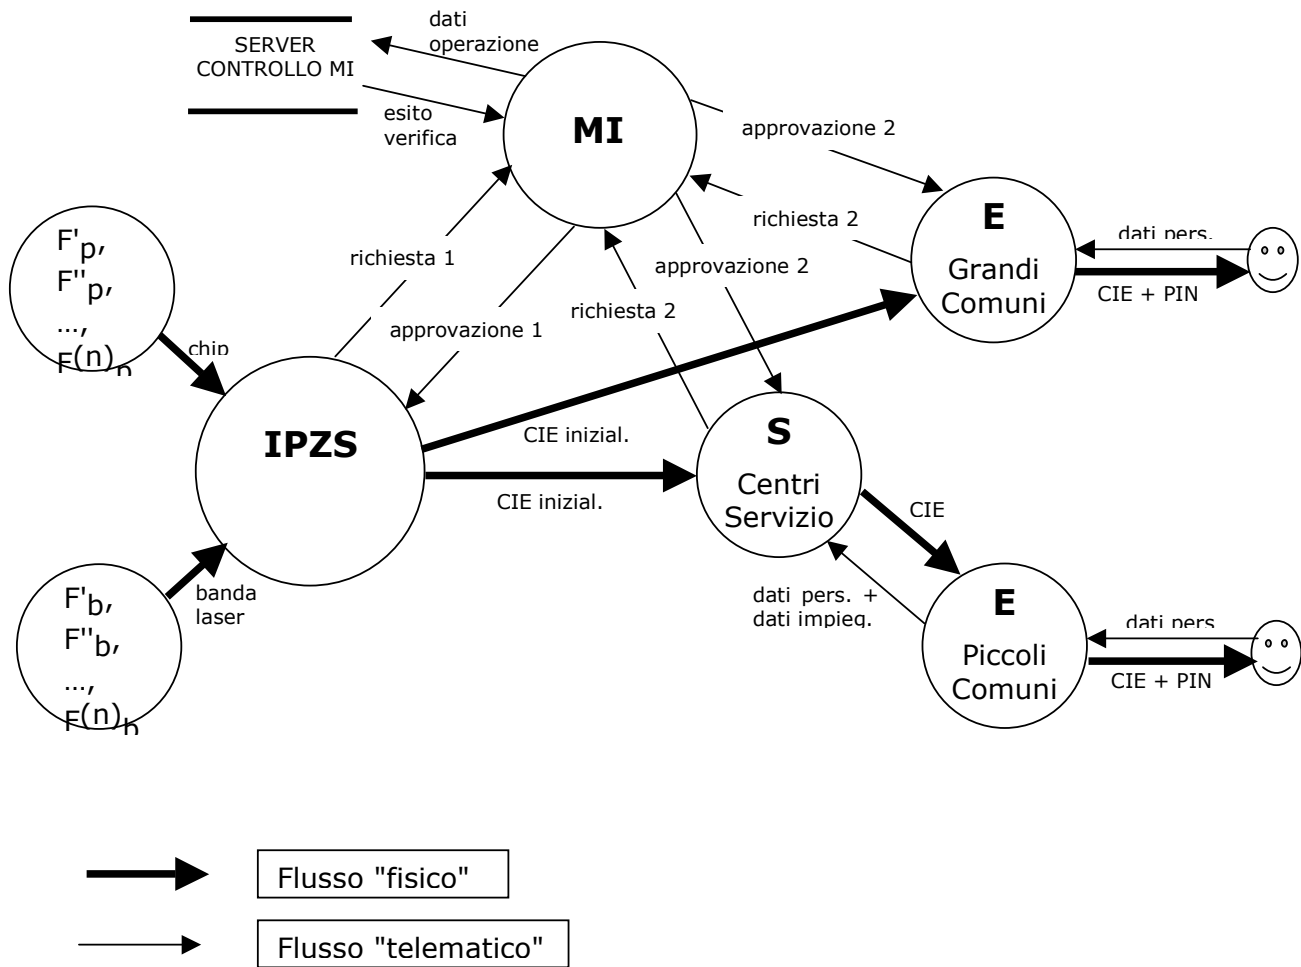 dati
operazione
SERVER
CONTROLLO MI
esito
verifica
MI
approvazione 2
richiesta 2
E
Grandi
Comuni
dati pers.
CIE + PIN
F'p,
F''p,
...,
F(n)p
chip
richiesta 1
approvazione 1
approvazione 2
richiesta 2
IPZS
CIE inizial.
CIE inizial.
S
Centri
Servizio
CIE
banda
laser
F'b,
F''b,
...,
F(n)b
dati pers. +
dati impieg.
E
Piccoli
Comuni
dati pers
CIE + PIN
Flusso "fisico"
Flusso "telematico"